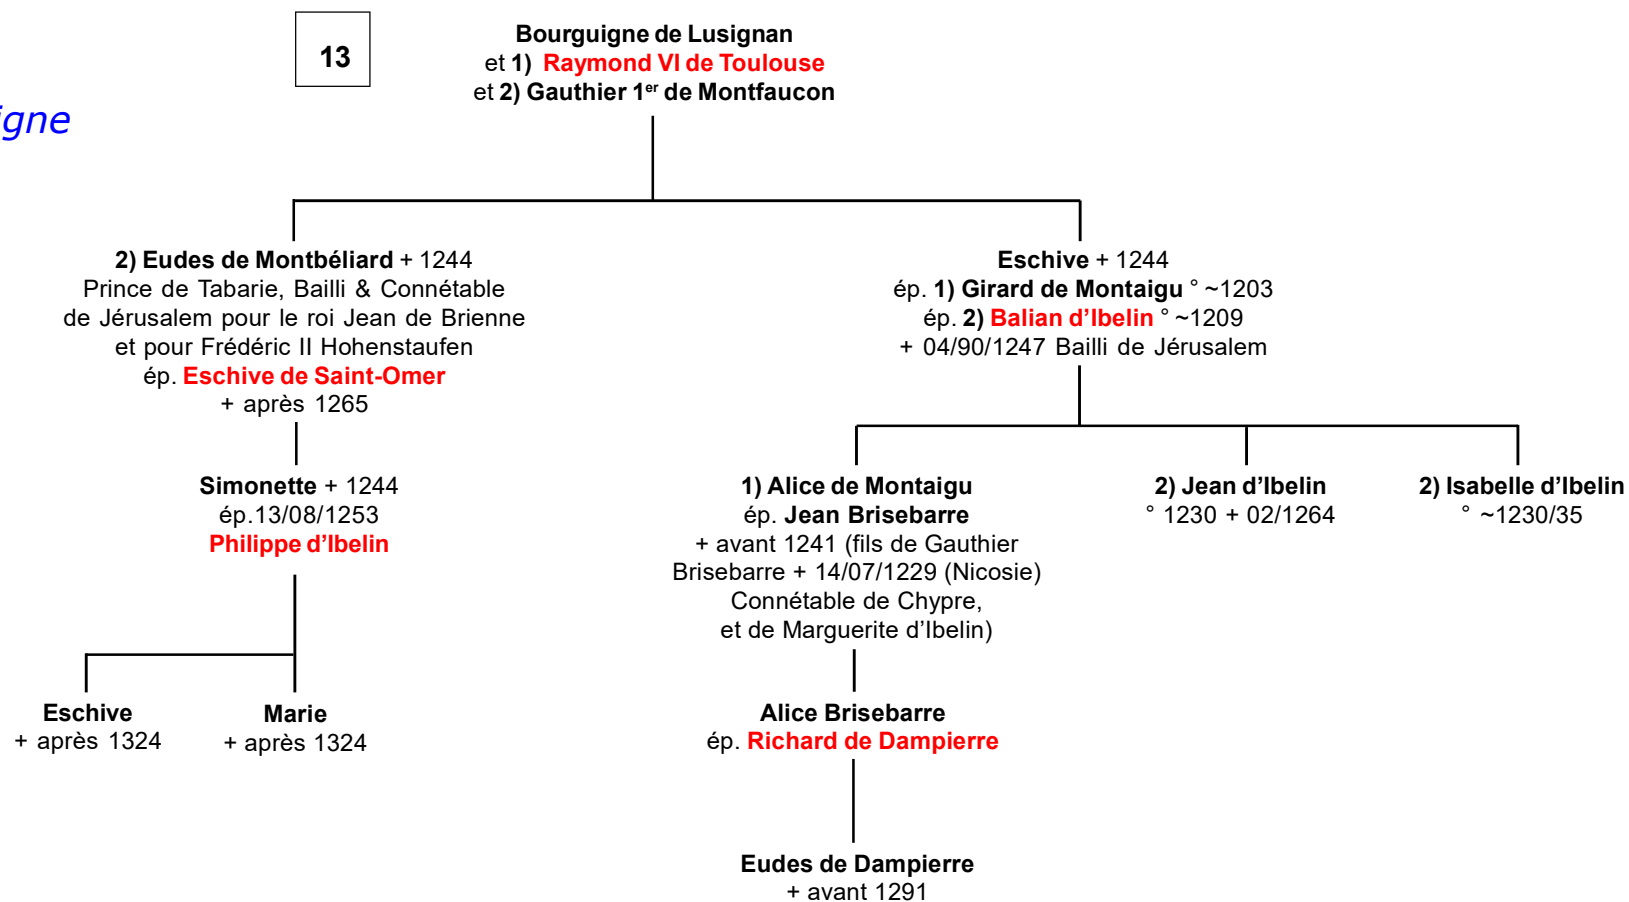 13
Bourguigne de Lusignan
et 1) Raymond VI de Toulouse
et 2) Gauthier 1er de Montfaucon
igne
2) Eudes de Montbéliard + 1244
Prince de Tabarie, Bailli & Connétable
de Jérusalem pour le roi Jean de Brienne
et pour Frédéric II Hohenstaufen
ép. Eschive de Saint-Omer
+ après 1265
Eschive + 1244
ép. 1) Girard de Montaigu ° ~1203
ép. 2) Balian d’Ibelin ° ~1209
+ 04/90/1247 Bailli de Jérusalem
Simonette + 1244
ép.13/08/1253
Philippe d’Ibelin
1) Alice de Montaigu
ép. Jean Brisebarre
+ avant 1241 (fils de Gauthier
Brisebarre + 14/07/1229 (Nicosie)
Connétable de Chypre,
et de Marguerite d’Ibelin)
2) Jean d’Ibelin
° 1230 + 02/1264
2) Isabelle d’Ibelin
° ~1230/35
Eschive
+ après 1324
Marie
+ après 1324
Alice Brisebarre
ép. Richard de Dampierre
Eudes de Dampierre
+ avant 1291